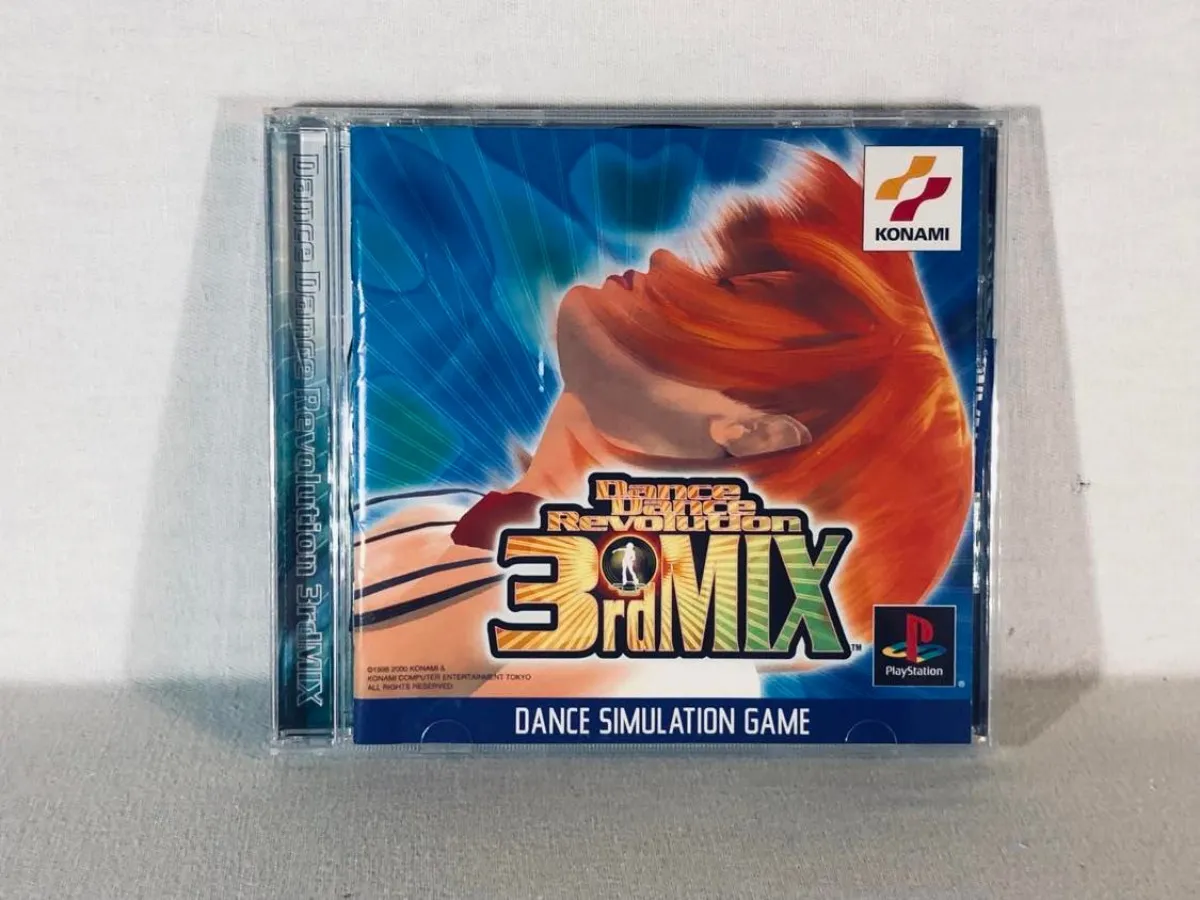 Dance Dance Revolution 3rdMIX
KONAMI
Dance
Dance
Revolution
3rdMIX™
PlayStation®
©1998 2000 KONAMI &
KONAMI COMPUTER ENTERTAINMENT TOKYO
ALL RIGHTS RESERVED
DANCE SIMULATION GAME